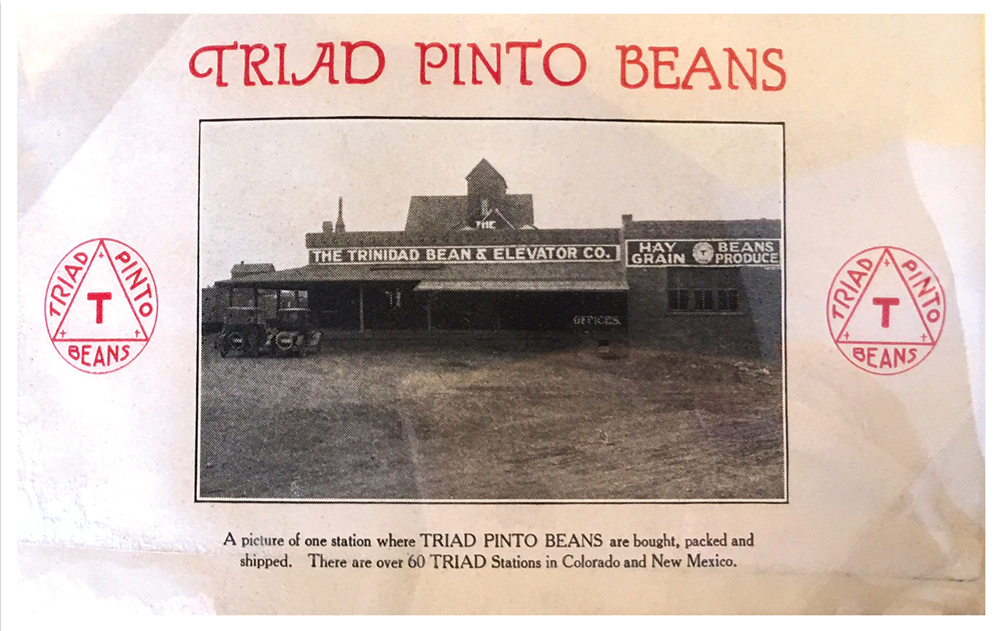 TRIAD PINTO BEANS
THE
THE TRINIDAD BEAN & ELEVATOR CO.
HAY BEANS
GRAIN PRODUCE
OFFICES.
TRIAD PINTO BEANS
T
TRIAD PINTO BEANS
T
A picture of one station where TRIAD PINTO BEANS are bought, packed and
shipped. There are over 60 TRIAD Stations in Colorado and New Mexico.